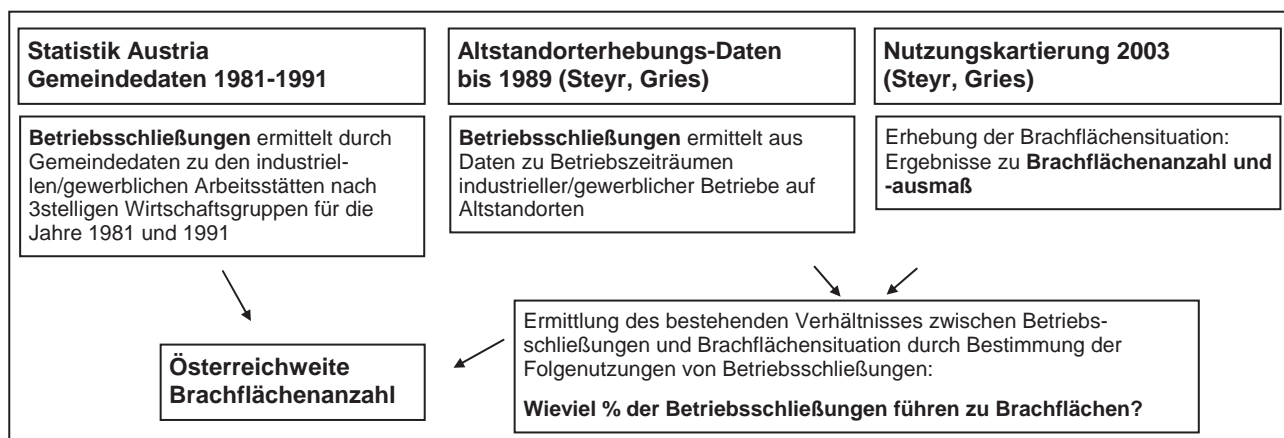 Statistik Austria
Gemeindedaten 1981-1991
Betriebsschließungen ermittelt durch
Gemeindedaten zu den industriel-
len/gewerblichen Arbeitsstätten nach
3stelligen Wirtschaftsgruppen für die
Jahre 1981 und 1991
Altstandorterhebungs-Daten
bis 1989 (Steyr, Gries)
Betriebsschließungen ermittelt aus
Daten zu Betriebszeiträumen
industrieller/gewerblicher Betriebe auf
Altstandorten
Nutzungskartierung 2003
(Steyr, Gries)
Erhebung der Brachflächensituation:
Ergebnisse zu Brachflächenanzahl und
-ausmaß
Ermittlung des bestehenden Verhältnisses zwischen Betriebs-
schließungen und Brachflächensituation durch Bestimmung der
Folgenutzungen von Betriebsschließungen:
Wieviel % der Betriebsschließungen führen zu Brachflächen?
Österreichweite
Brachflächenanzahl